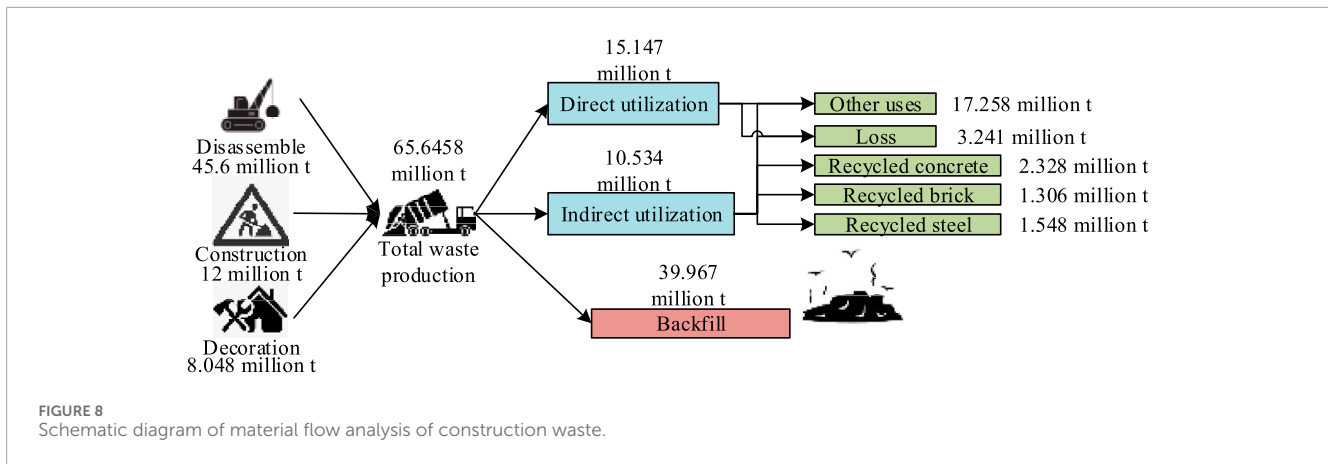 15.147
million t
Direct utilization
Other uses 17.258 million t
Loss 3.241 million t
Disassemble
45.6 million t
65.6458
million t
10.534
million t
Recycled concrete 2.328 million t
Recycled brick 1.306 million t
Indirect utilization
Recycled steel 1.548 million t
Construction
12 million t
Total waste
production
39.967
million t
Backfill
Decoration
8.048 million t
FIGURE 8
Schematic diagram of material flow analysis of construction waste.